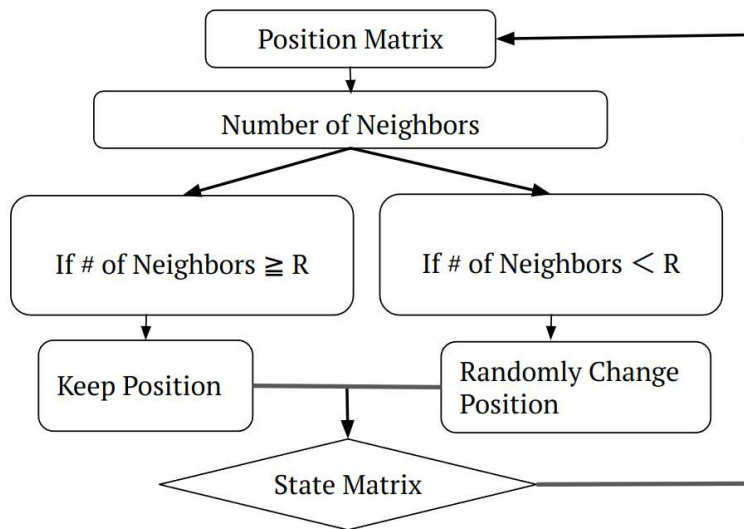 Position Matrix
Number of Neighbors
If # of Neighbors ≧ R
If # of Neighbors < R
Keep Position
Randomly Change
Position
State Matrix